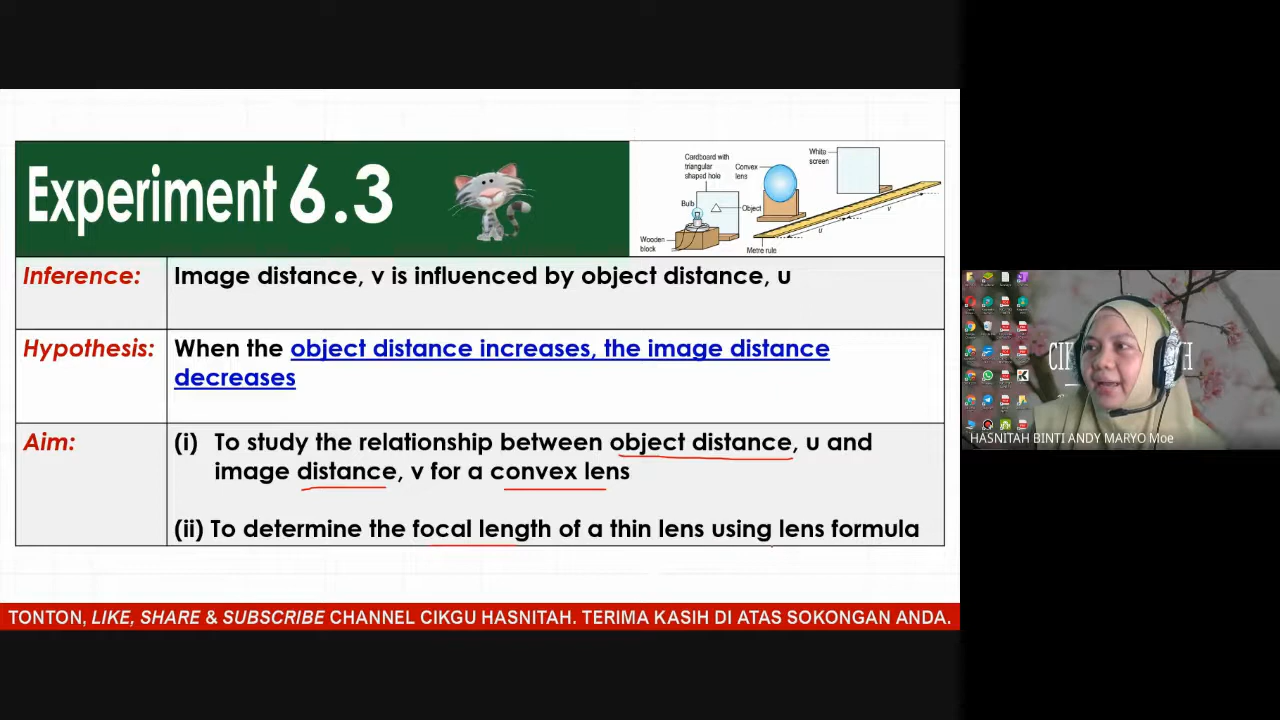 Experiment 6.3
Cardboard with
triangular
shaped hole
Convex
lens
White
screen
Bulb
Object
Wooden
block
Metre rule
u
v
Inference:
Image distance, v is influenced by object distance, u
Hypothesis:
When the object distance increases, the image distance
decreases
Aim:
(i) To study the relationship between object distance, u and
image distance, v for a convex lens
(ii) To determine the focal length of a thin lens using lens formula
HASNITAH BINTI ANDY MARYO Moe
TONTON, LIKE, SHARE & SUBSCRIBE CHANNEL CIKGU HASNITAH. TERIMA KASIH DI ATAS SOKONGAN ANDA.